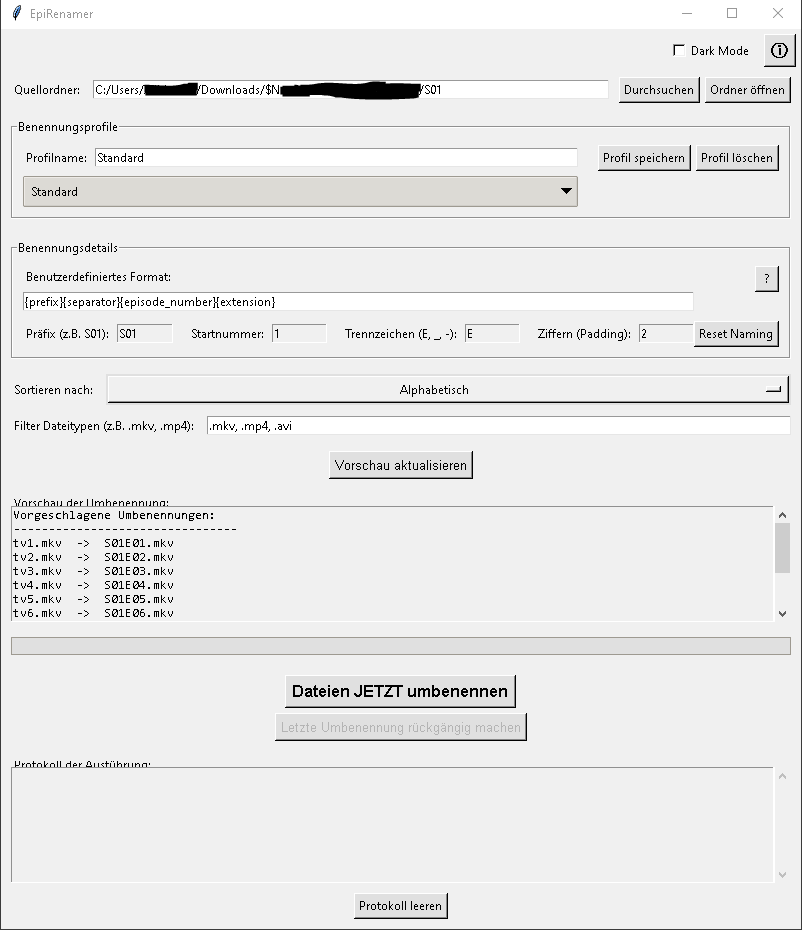 EpiRenamer
Dark Mode
Quellordner: C:/Users/ /Downloads/$N /S01 Durchsuchen Ordner öffnen
Benennungsprofile
Profilname: Standard Profil speichern Profil löschen
Standard
Benennungsdetails
Benutzerdefiniertes Format: ?
{prefix}{separator}{episode_number}{extension}
Präfix (z.B. S01): S01 Startnummer: 1 Trennzeichen (E, _, -): E Ziffern (Padding): 2 Reset Naming
Sortieren nach: Alphabetisch
Filter Dateitypen (z.B. .mkv, .mp4): .mkv, .mp4, .avi
Vorschau aktualisieren
Vorschau der Umbenennung:
Vorgeschlagene Umbenennungen:
--------------------------------
tv1.mkv -> S01E01.mkv
tv2.mkv -> S01E02.mkv
tv3.mkv -> S01E03.mkv
tv4.mkv -> S01E04.mkv
tv5.mkv -> S01E05.mkv
tv6.mkv -> S01E06.mkv
Dateien JETZT umbenennen
Letzte Umbenennung rückgängig machen
Protokoll der Ausführung:
Protokoll leeren